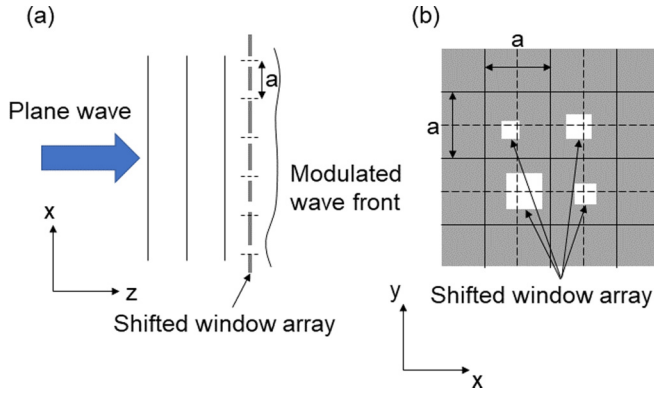 (a)
Plane wave
a
Modulated
wave front
x
z
Shifted window array
(b)
a
a
Shifted window array
y
x